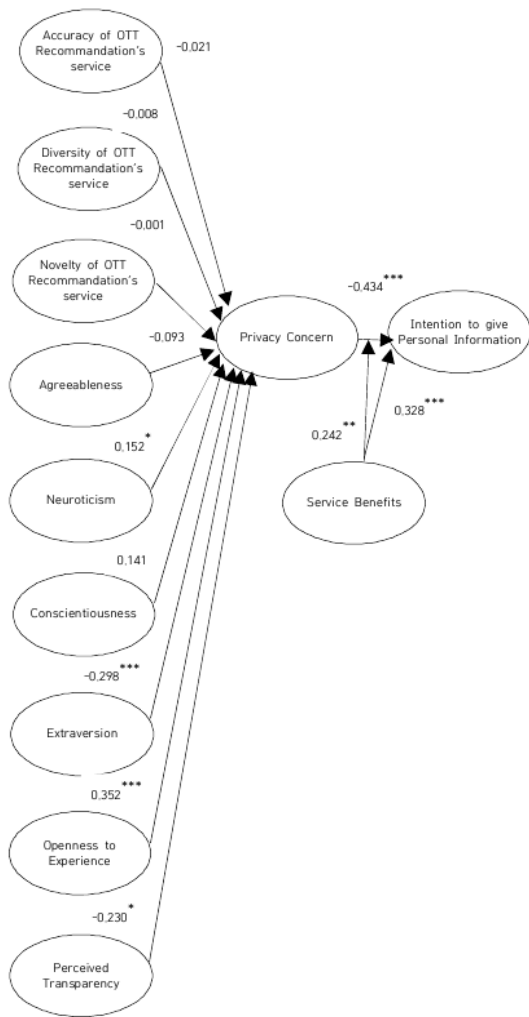 Accuracy of OTT
Recommandation's
service
-0,021
-0,008
Diversity of OTT
Recommandation's
service
-0,001
Novelty of OTT
Recommandation's
service
-0,434***
Privacy Concern
Intention to give
Personal Information
-0,093
Agreeableness
0,328***
0,242**
0,152*
Neuroticism
Service Benefits
0,141
Conscientiousness
-0,298***
Extraversion
0,352***
Openness to
Experience
-0,230*
Perceived
Transparency